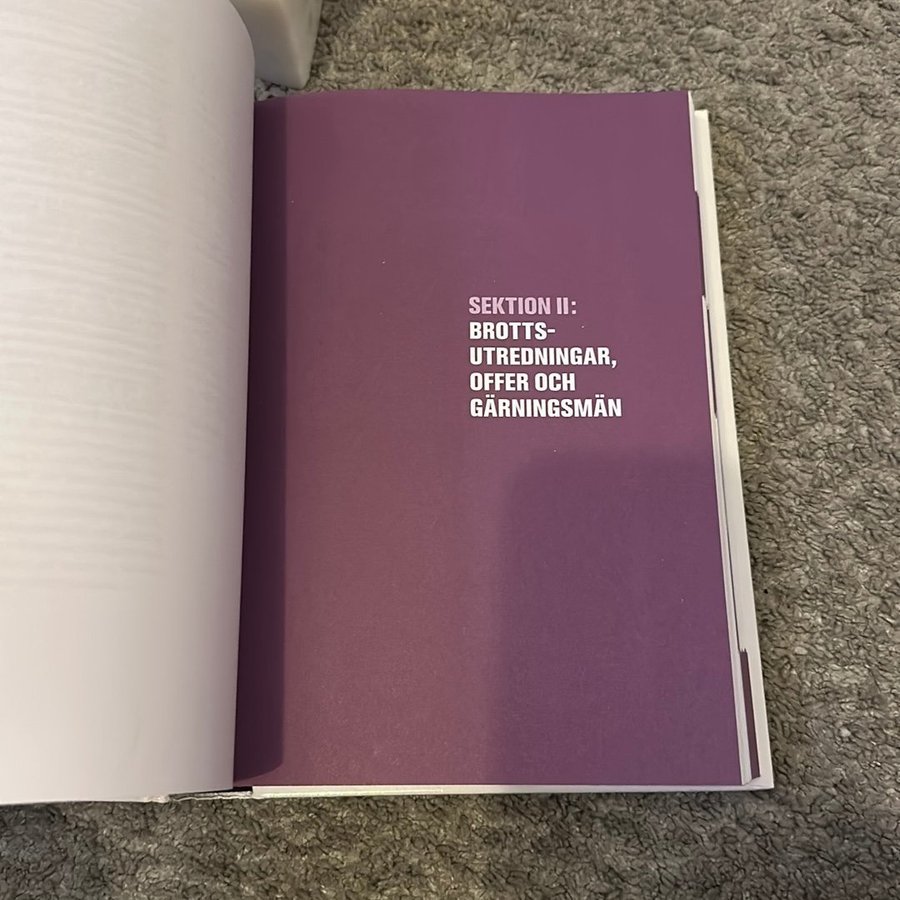 SEKTION II:
BROTTS-
UTREDNINGAR,
OFFER OCH
GÄRNINGSMÄN